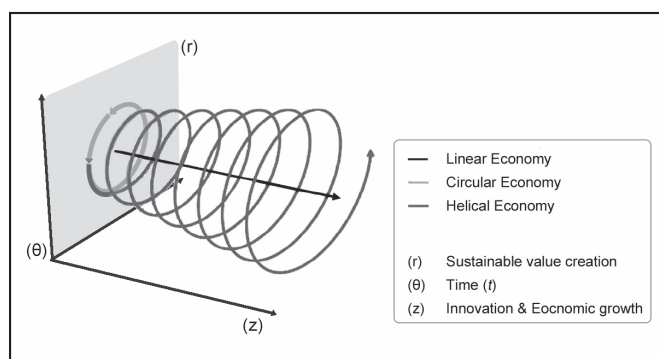 (r)
(θ)
(z)
Linear Economy
Circular Economy
Helical Economy
(r) Sustainable value creation
(θ) Time (t)
(z) Innovation & Eocnomic growth